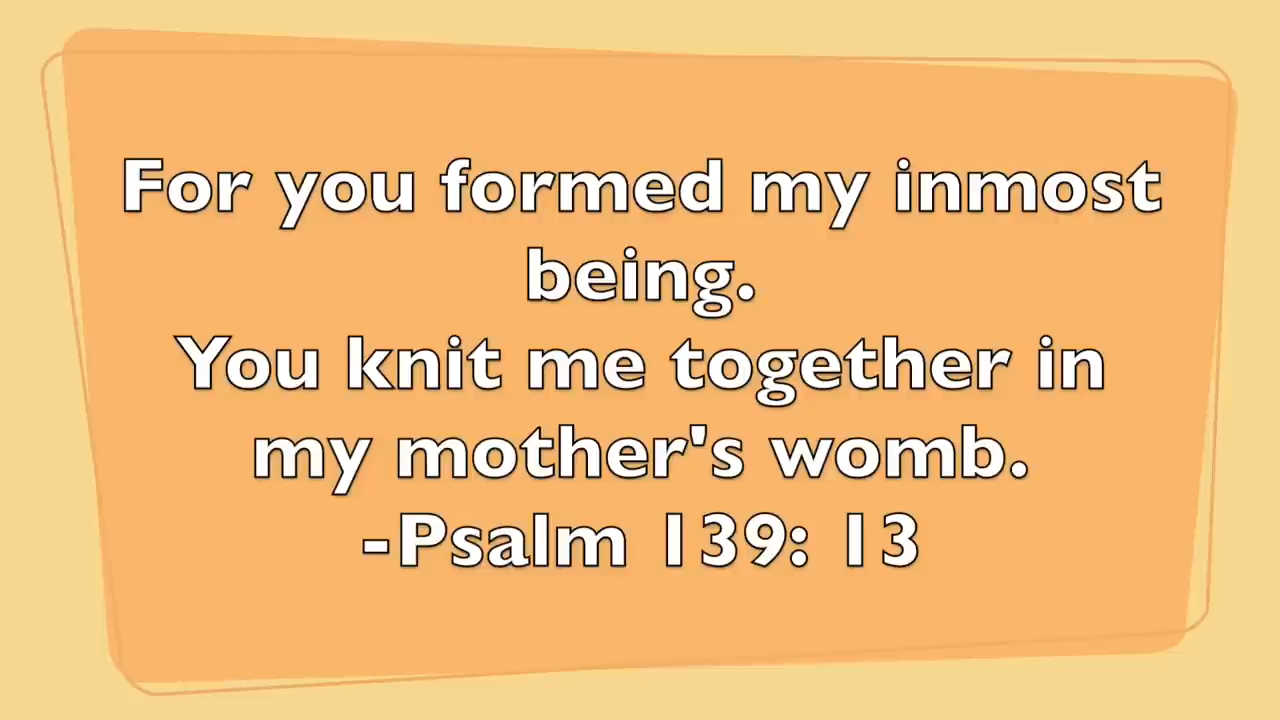 For you formed my inmost
being.
You knit me together in
my mother's womb.
-Psalm 139: 13